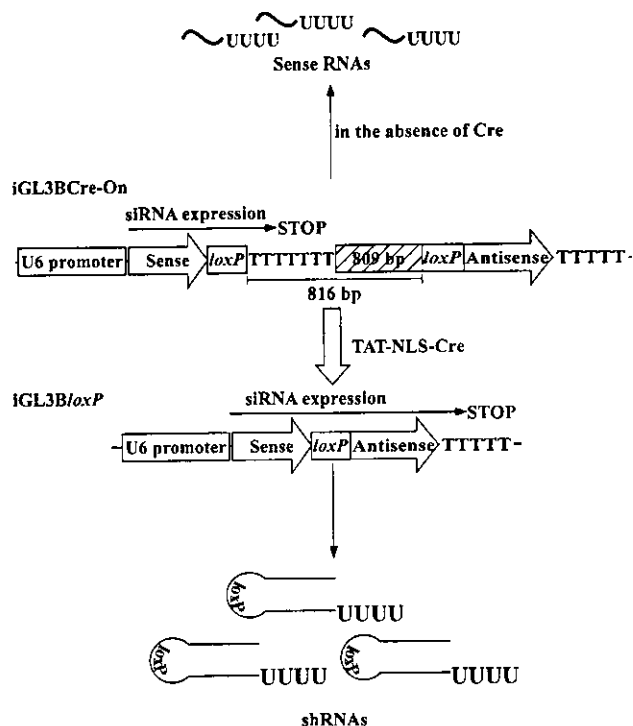 UUUU
UUUU
UUUU
Sense RNAs
in the absence of Cre
iGL3BCre-On
siRNA expression
STOP
U6 promoter Sense loxP TTTTTTT 809 bp loxP Antisense TTTTT-
816 bp
TAT-NLS-Cre
iGL3BloxP
siRNA expression
STOP
U6 promoter Sense loxP Antisense TTTTT-
loxP
UUUU
loxP
UUUU
loxP
UUUU
shRNAs